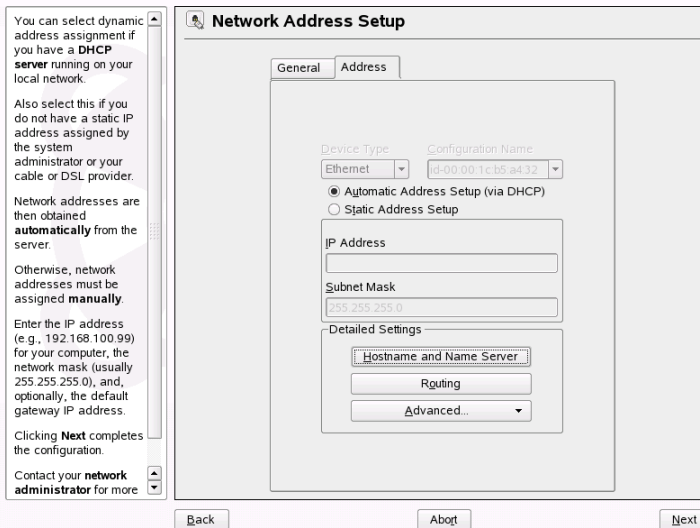 You can select dynamic
address assignment if
you have a DHCP
server running on your
local network.
Also select this if you
do not have a static IP
address assigned by
the system
administrator or your
cable or DSL provider.
Network addresses are
then obtained
automatically from the
server.
Otherwise, network
addresses must be
assigned manually.
Enter the IP address
(e.g., 192.168.100.99)
for your computer, the
network mask (usually
255.255.255.0), and,
optionally, the default
gateway IP address.
Clicking Next completes
the configuration.
Contact your network
administrator for more
Network Address Setup
General Address
Device Type Configuration Name
Ethernet id-00:00:1c:b5:a4:32
Automatic Address Setup (via DHCP)
Static Address Setup
IP Address
Subnet Mask
255.255.255.0
Detailed Settings
Hostname and Name Server
Routing
Advanced...
Back Abort Next